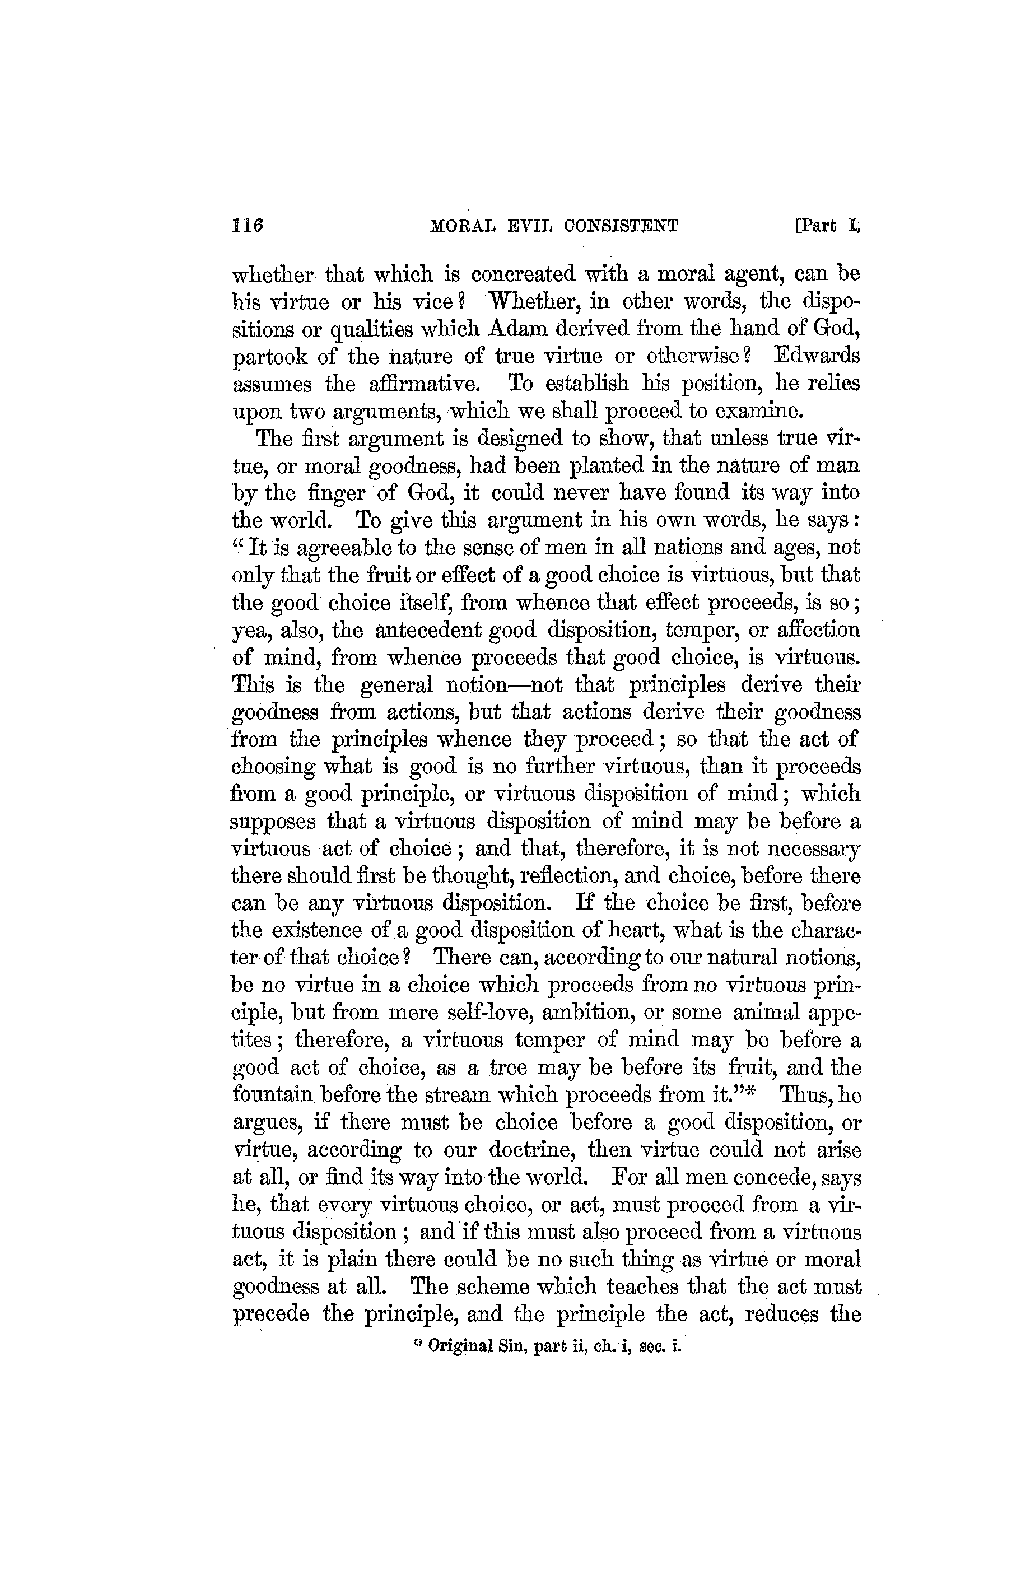 116 MORAL EVIL CONSISTENT [Part I,
whether that which is concreated with a moral agent, can be
his virtue or his vice? Whether, in other words, the dispo-
sitions or qualities which Adam derived from the hand of God,
partook of the nature of true virtue or otherwise? Edwards
assumes the affirmative. To establish his position, he relies
upon two arguments, which we shall proceed to examine.
The first argument is designed to show, that unless true vir-
tue, or moral goodness, had been planted in the nature of man
by the finger of God, it could never have found its way into
the world. To give this argument in his own words, he says:
“It is agreeable to the sense of men in all nations and ages, not
only that the fruit or effect of a good choice is virtuous, but that
the good choice itself, from whence that effect proceeds, is so;
yea, also, the antecedent good disposition, temper, or affection
of mind, from whence proceeds that good choice, is virtuous.
This is the general notion—not that principles derive their
goodness from actions, but that actions derive their goodness
from the principles whence they proceed; so that the act of
choosing what is good is no further virtuous, than it proceeds
from a good principle, or virtuous disposition of mind; which
supposes that a virtuous disposition of mind may be before a
virtuous act of choice; and that, therefore, it is not necessary
there should first be thought, reflection, and choice, before there
can be any virtuous disposition. If the choice be first, before
the existence of a good disposition of heart, what is the charac-
ter of that choice? There can, according to our natural notions,
be no virtue in a choice which proceeds from no virtuous prin-
ciple, but from mere self-love, ambition, or some animal appe-
tites; therefore, a virtuous temper of mind may be before a
good act of choice, as a tree may be before its fruit, and the
fountain before the stream which proceeds from it.”* Thus, he
argues, if there must be choice before a good disposition, or
virtue, according to our doctrine, then virtue could not arise
at all, or find its way into the world. For all men concede, says
he, that every virtuous choice, or act, must proceed from a vir-
tuous disposition; and if this must also proceed from a virtuous
act, it is plain there could be no such thing as virtue or moral
goodness at all. The scheme which teaches that the act must
precede the principle, and the principle the act, reduces the
* Original Sin, part ii, ch. i, sec. i.